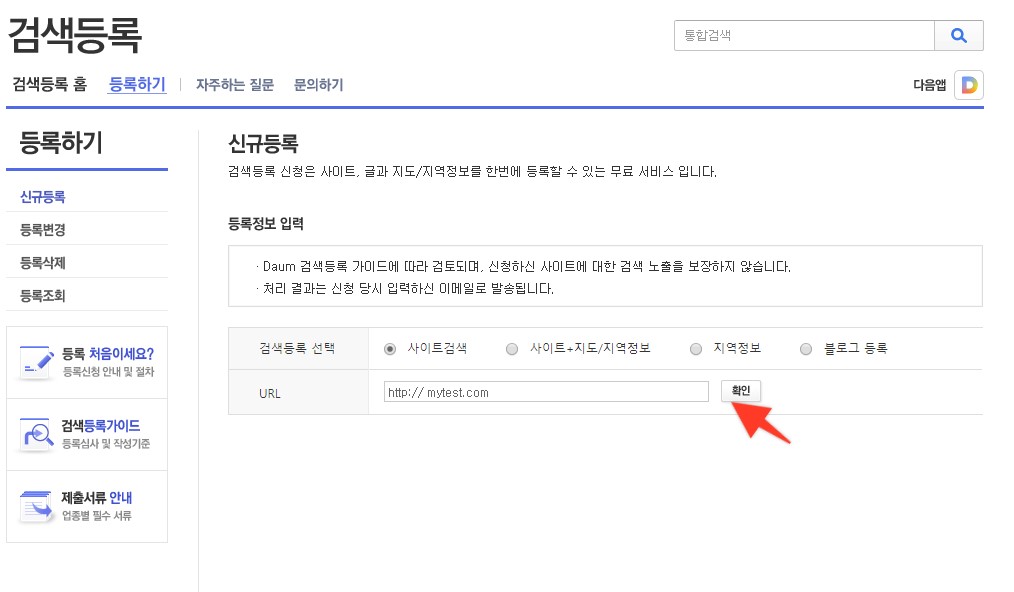 검색등록
통합검색
검색등록 홈 등록하기 자주하는 질문 문의하기
다음앱 D
등록하기
신규등록
등록변경
등록삭제
등록조회
등록 처음이세요?
등록신청 안내 및 절차
검색등록가이드
등록심사 및 작성기준
제출서류 안내
업종별 필수 서류
신규등록
검색등록 신청은 사이트, 글과 지도/지역정보를 한번에 등록할 수 있는 무료 서비스 입니다.
등록정보 입력
· Daum 검색등록 가이드에 따라 검토되며, 신청하신 사이트에 대한 검색 노출을 보장하지 않습니다.
· 처리 결과는 신청 당시 입력하신 이메일로 발송됩니다.
검색등록 선택 사이트검색 사이트+지도/지역정보 지역정보 블로그 등록
URL http:// mytest.com 확인